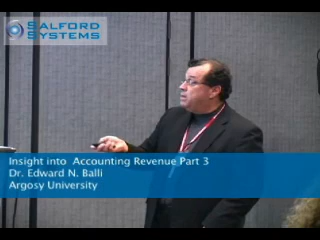 SALFORD
SYSTEMS
Insight into  Accounting Revenue Part 3
Dr. Edward N. Balli
Argosy University